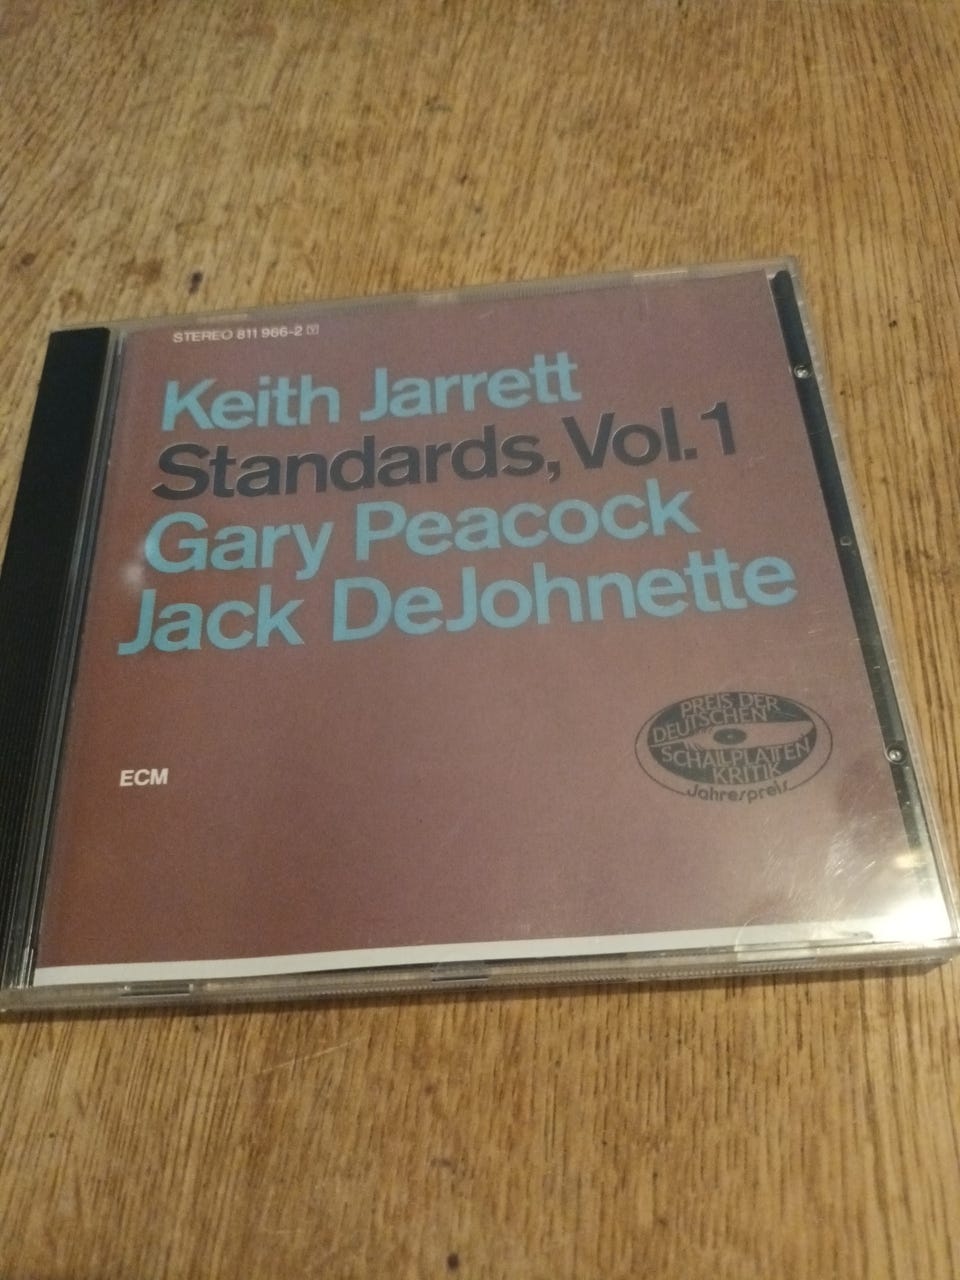 STEREO 811 966-2 Y
Keith Jarrett
Standards, Vol. 1
Gary Peacock
Jack DeJohnette
ECM
PREIS DER
DEUTSCHEN
SCHALLPLATTEN
KRITIK
Jahrespreis